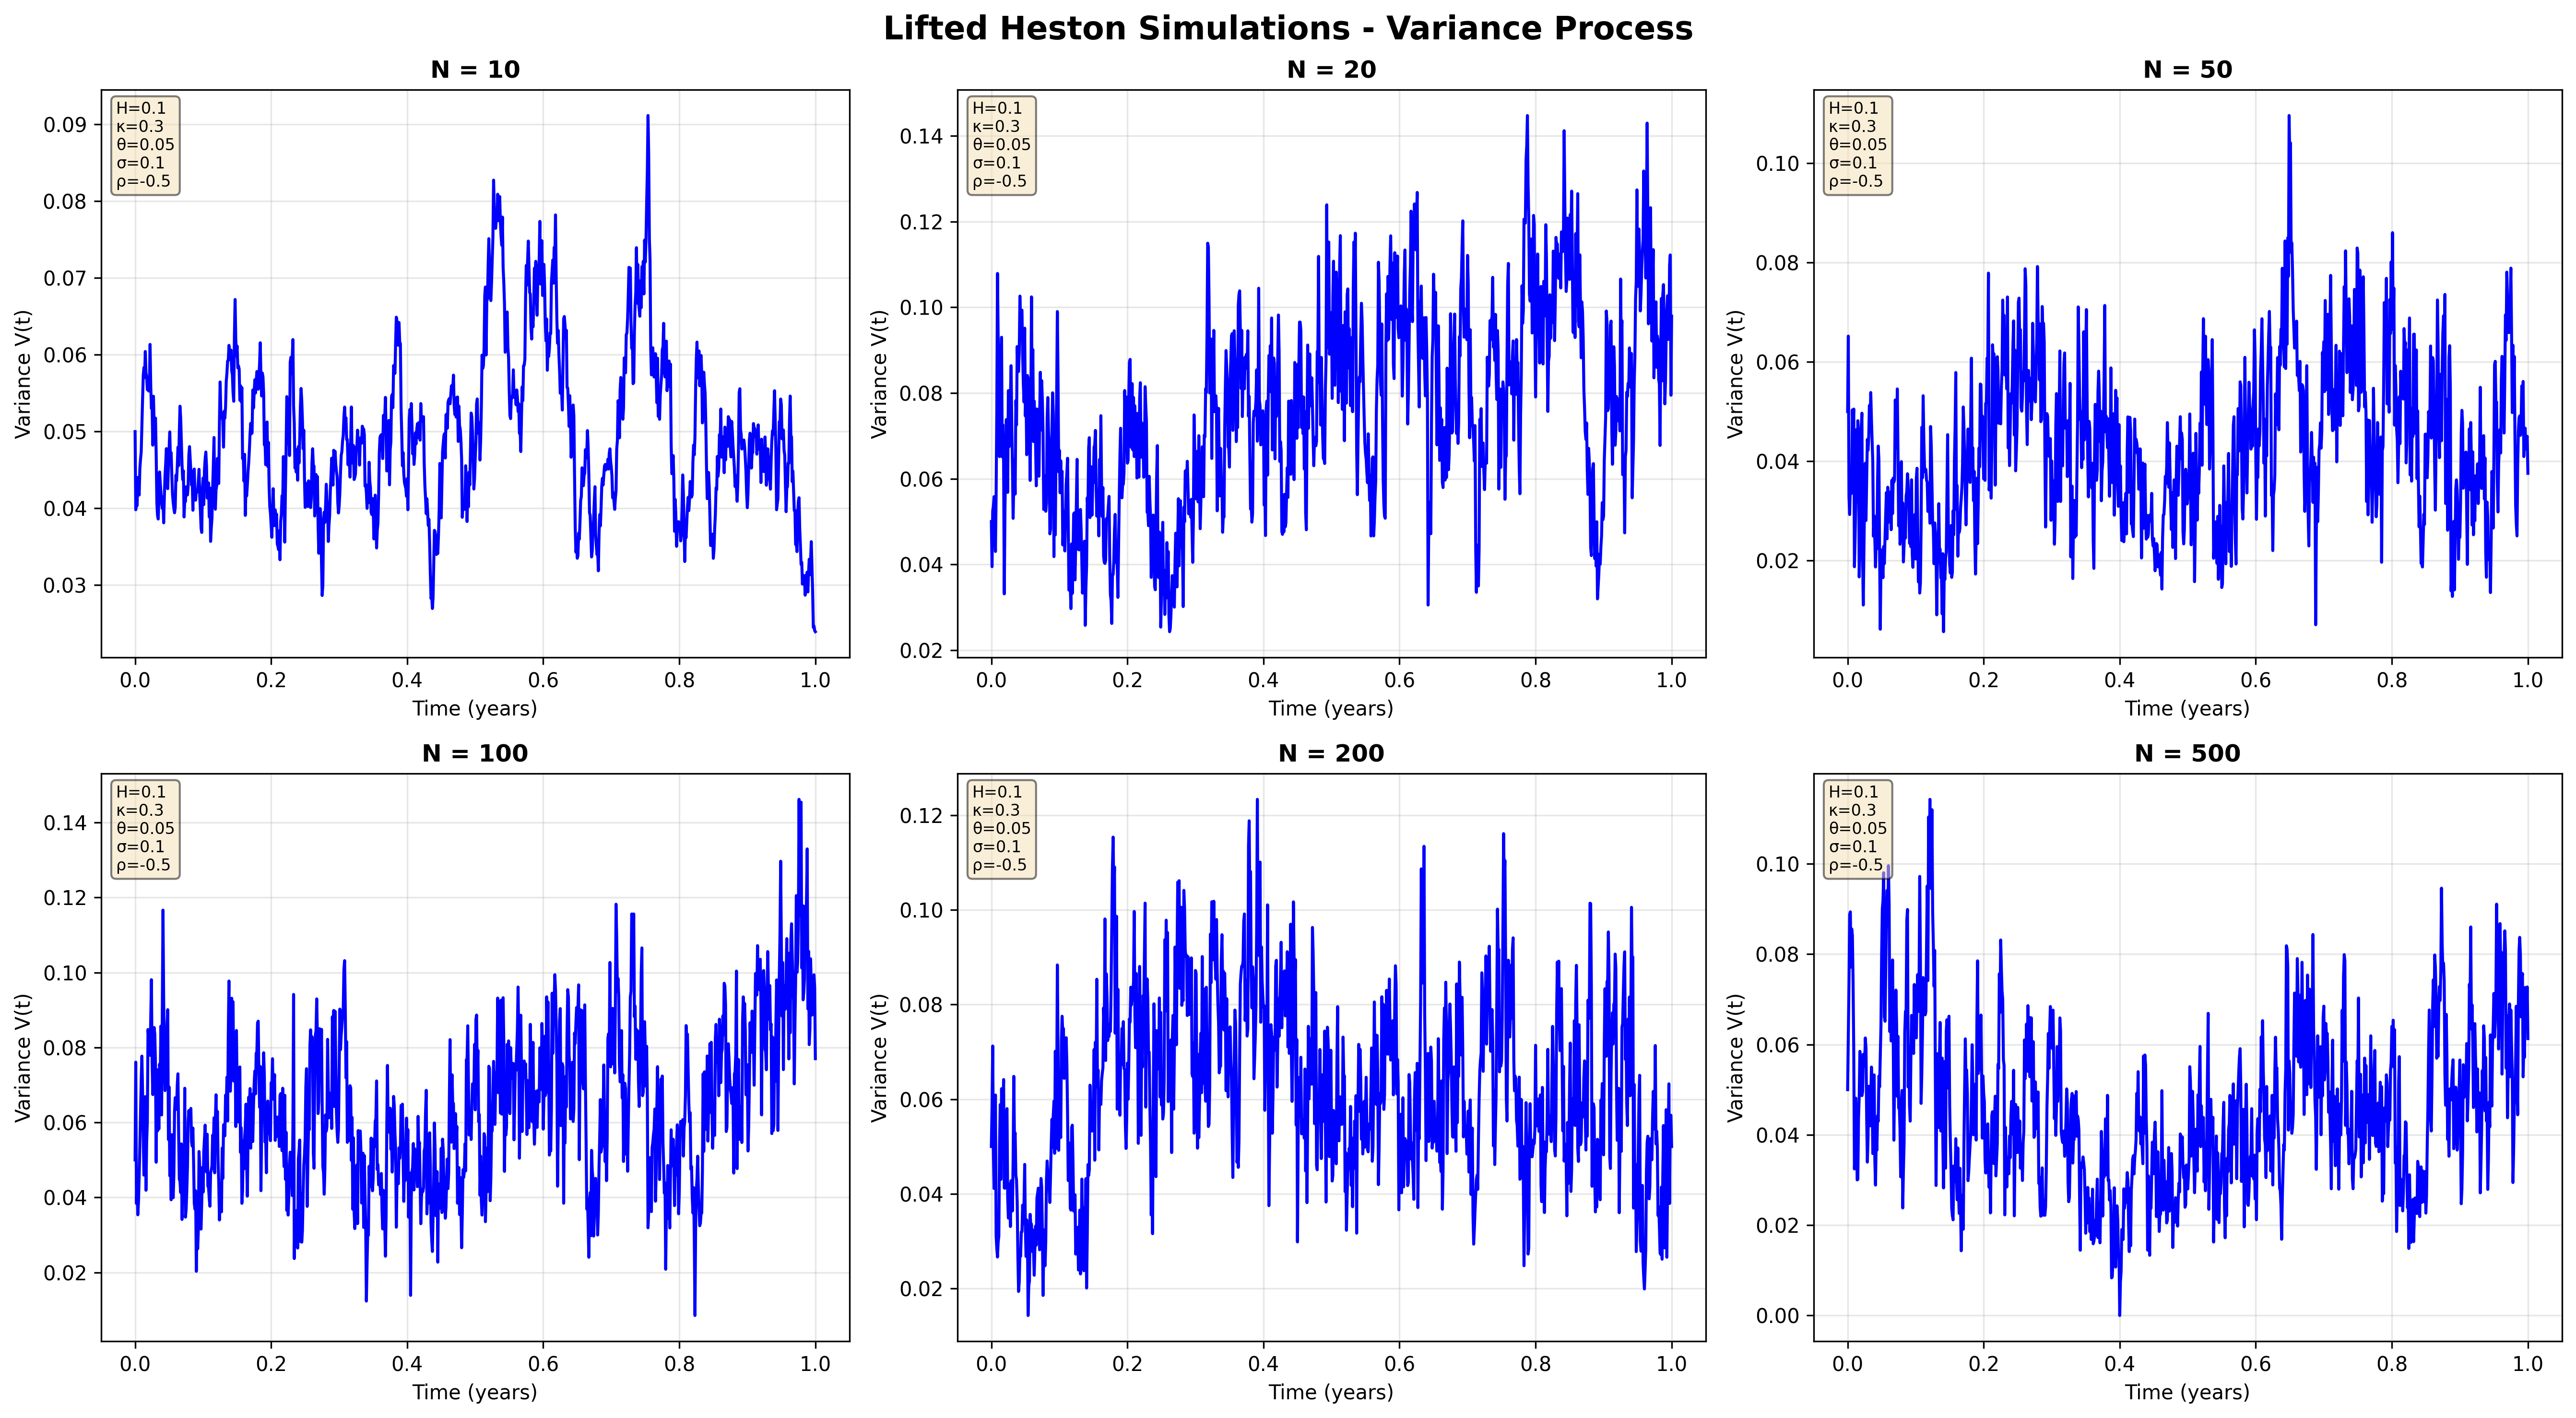 Lifted Heston Simulations - Variance Process
N = 10
H=0.1
κ=0.3
θ=0.05
σ=0.1
ρ=-0.5
0.09
0.08
0.07
0.06
0.05
0.04
0.03
Variance V(t)
0.0 0.2 0.4 0.6 0.8 1.0
Time (years)
N = 20
H=0.1
κ=0.3
θ=0.05
σ=0.1
ρ=-0.5
0.14
0.12
0.10
0.08
0.06
0.04
0.02
Variance V(t)
0.0 0.2 0.4 0.6 0.8 1.0
Time (years)
N = 50
H=0.1
κ=0.3
θ=0.05
σ=0.1
ρ=-0.5
0.10
0.08
0.06
0.04
0.02
Variance V(t)
0.0 0.2 0.4 0.6 0.8 1.0
Time (years)
N = 100
H=0.1
κ=0.3
θ=0.05
σ=0.1
ρ=-0.5
0.14
0.12
0.10
0.08
0.06
0.04
0.02
Variance V(t)
0.0 0.2 0.4 0.6 0.8 1.0
Time (years)
N = 200
H=0.1
κ=0.3
θ=0.05
σ=0.1
ρ=-0.5
0.12
0.10
0.08
0.06
0.04
0.02
Variance V(t)
0.0 0.2 0.4 0.6 0.8 1.0
Time (years)
N = 500
H=0.1
κ=0.3
θ=0.05
σ=0.1
ρ=-0.5
0.10
0.08
0.06
0.04
0.02
0.00
Variance V(t)
0.0 0.2 0.4 0.6 0.8 1.0
Time (years)